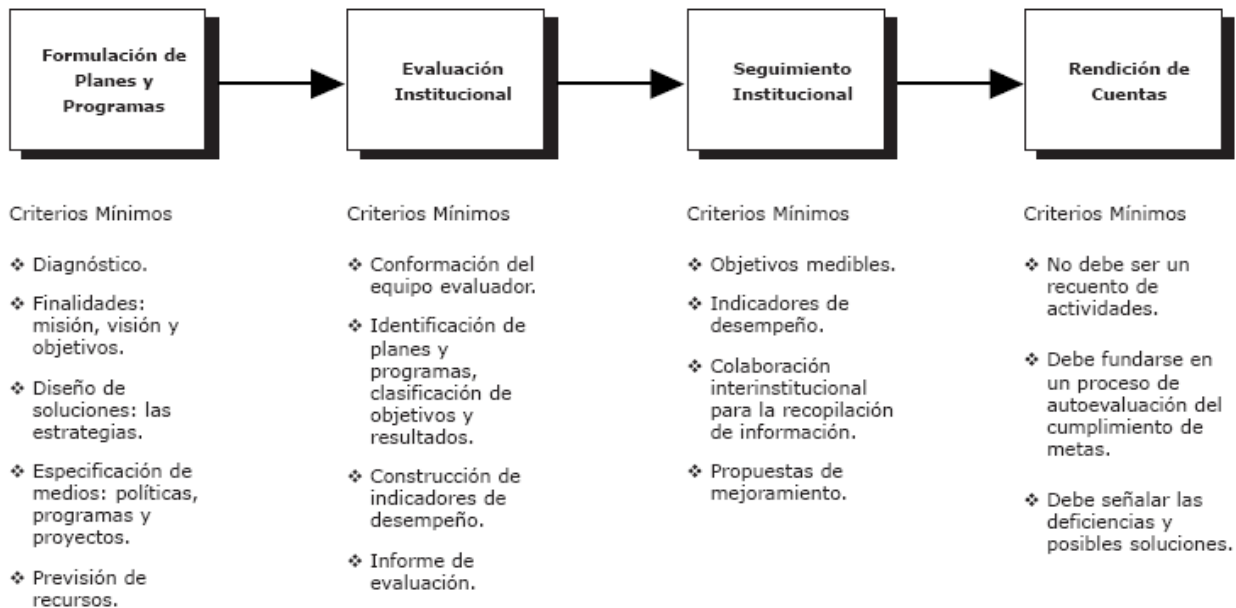 Formulación de
Planes y
Programas
Evaluación
Institucional
Seguimiento
Institucional
Rendición de
Cuentas
Criterios Mínimos
❖ Diagnóstico.
❖ Finalidades:
misión, visión y
objetivos.
❖ Diseño de
soluciones: las
estrategias.
❖ Especificación de
medios: políticas,
programas y
proyectos.
❖ Previsión de
recursos.
Criterios Mínimos
❖ Conformación del
equipo evaluador.
❖ Identificación de
planes y
programas,
clasificación de
objetivos y
resultados.
❖ Construcción de
indicadores de
desempeño.
❖ Informe de
evaluación.
Criterios Mínimos
❖ Objetivos medibles.
❖ Indicadores de
desempeño.
❖ Colaboración
interinstitucional
para la recopilación
de información.
❖ Propuestas de
mejoramiento.
Criterios Mínimos
❖ No debe ser un
recuento de
actividades.
❖ Debe fundarse en
un proceso de
autoevaluación del
cumplimiento de
metas.
❖ Debe señalar las
deficiencias y
posibles soluciones.